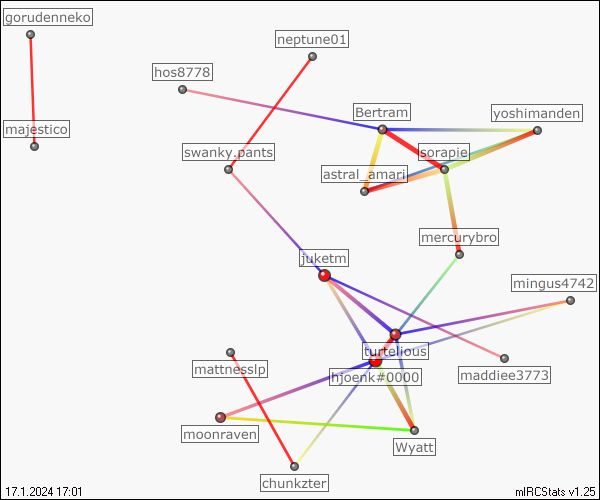 gorudenneko
neptune01
hos8778
Bertram
yoshimanden
majestico
swanky.pants
sorapie
astral_amari
mercurybro
juketm
mingus4742
turtelious
mattnesslp
hjoenk#0000
maddiee3773
moonraven
Wyatt
chunkzter
17.1.2024 17:01
mIRCStats v1.25